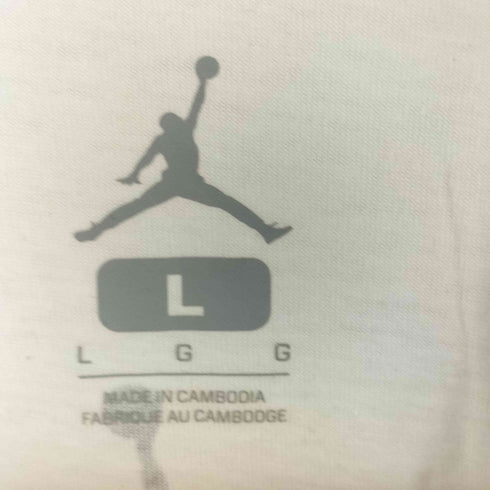 L
L G G
MADE IN CAMBODIA
FABRIQUE AU CAMBODGE